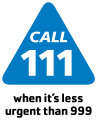 CALL
111
when it's less
urgent than 999